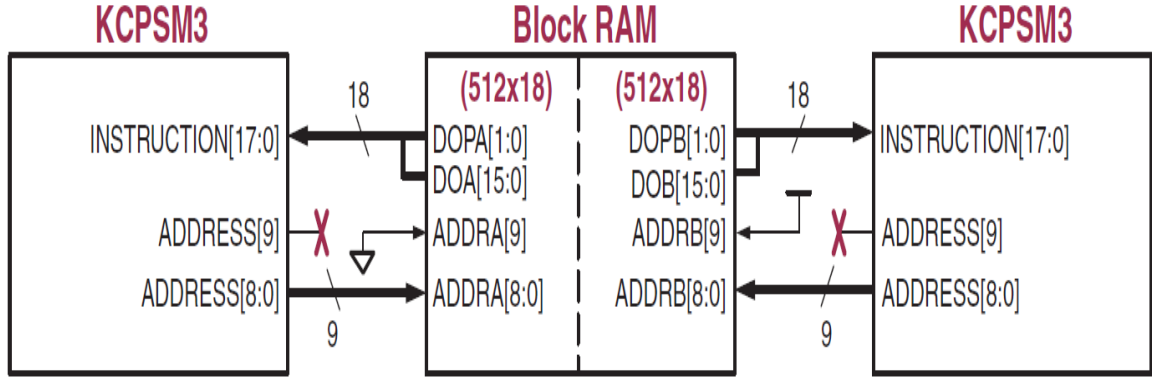 KCPSM3
Block RAM
KCPSM3
(512x18)
(512x18)
18
18
INSTRUCTION[17:0]
DOPA[1:0]
DOPB[1:0]
INSTRUCTION[17:0]
DOA[15:0]
DOB[15:0]
ADDRESS[9]
X
ADDRA[9]
ADDRB[9]
X
ADDRESS[9]
ADDRESS[8:0]
ADDRA[8:0]
ADDRB[8:0]
ADDRESS[8:0]
9
9